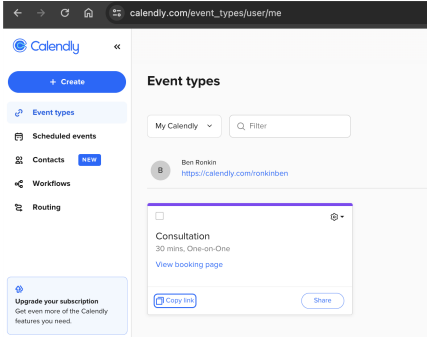 calendly.com/event_types/user/me
Calendly
+ Create
Event types
Scheduled events
Contacts NEW
Workflows
Routing
Upgrade your subscription
Get even more of the Calendly
features you need.
Event types
My Calendly
Filter
B
Ben Ronkin
https://calendly.com/ronkinben
Consultation
30 mins, One-on-One
View booking page
Copy link
Share